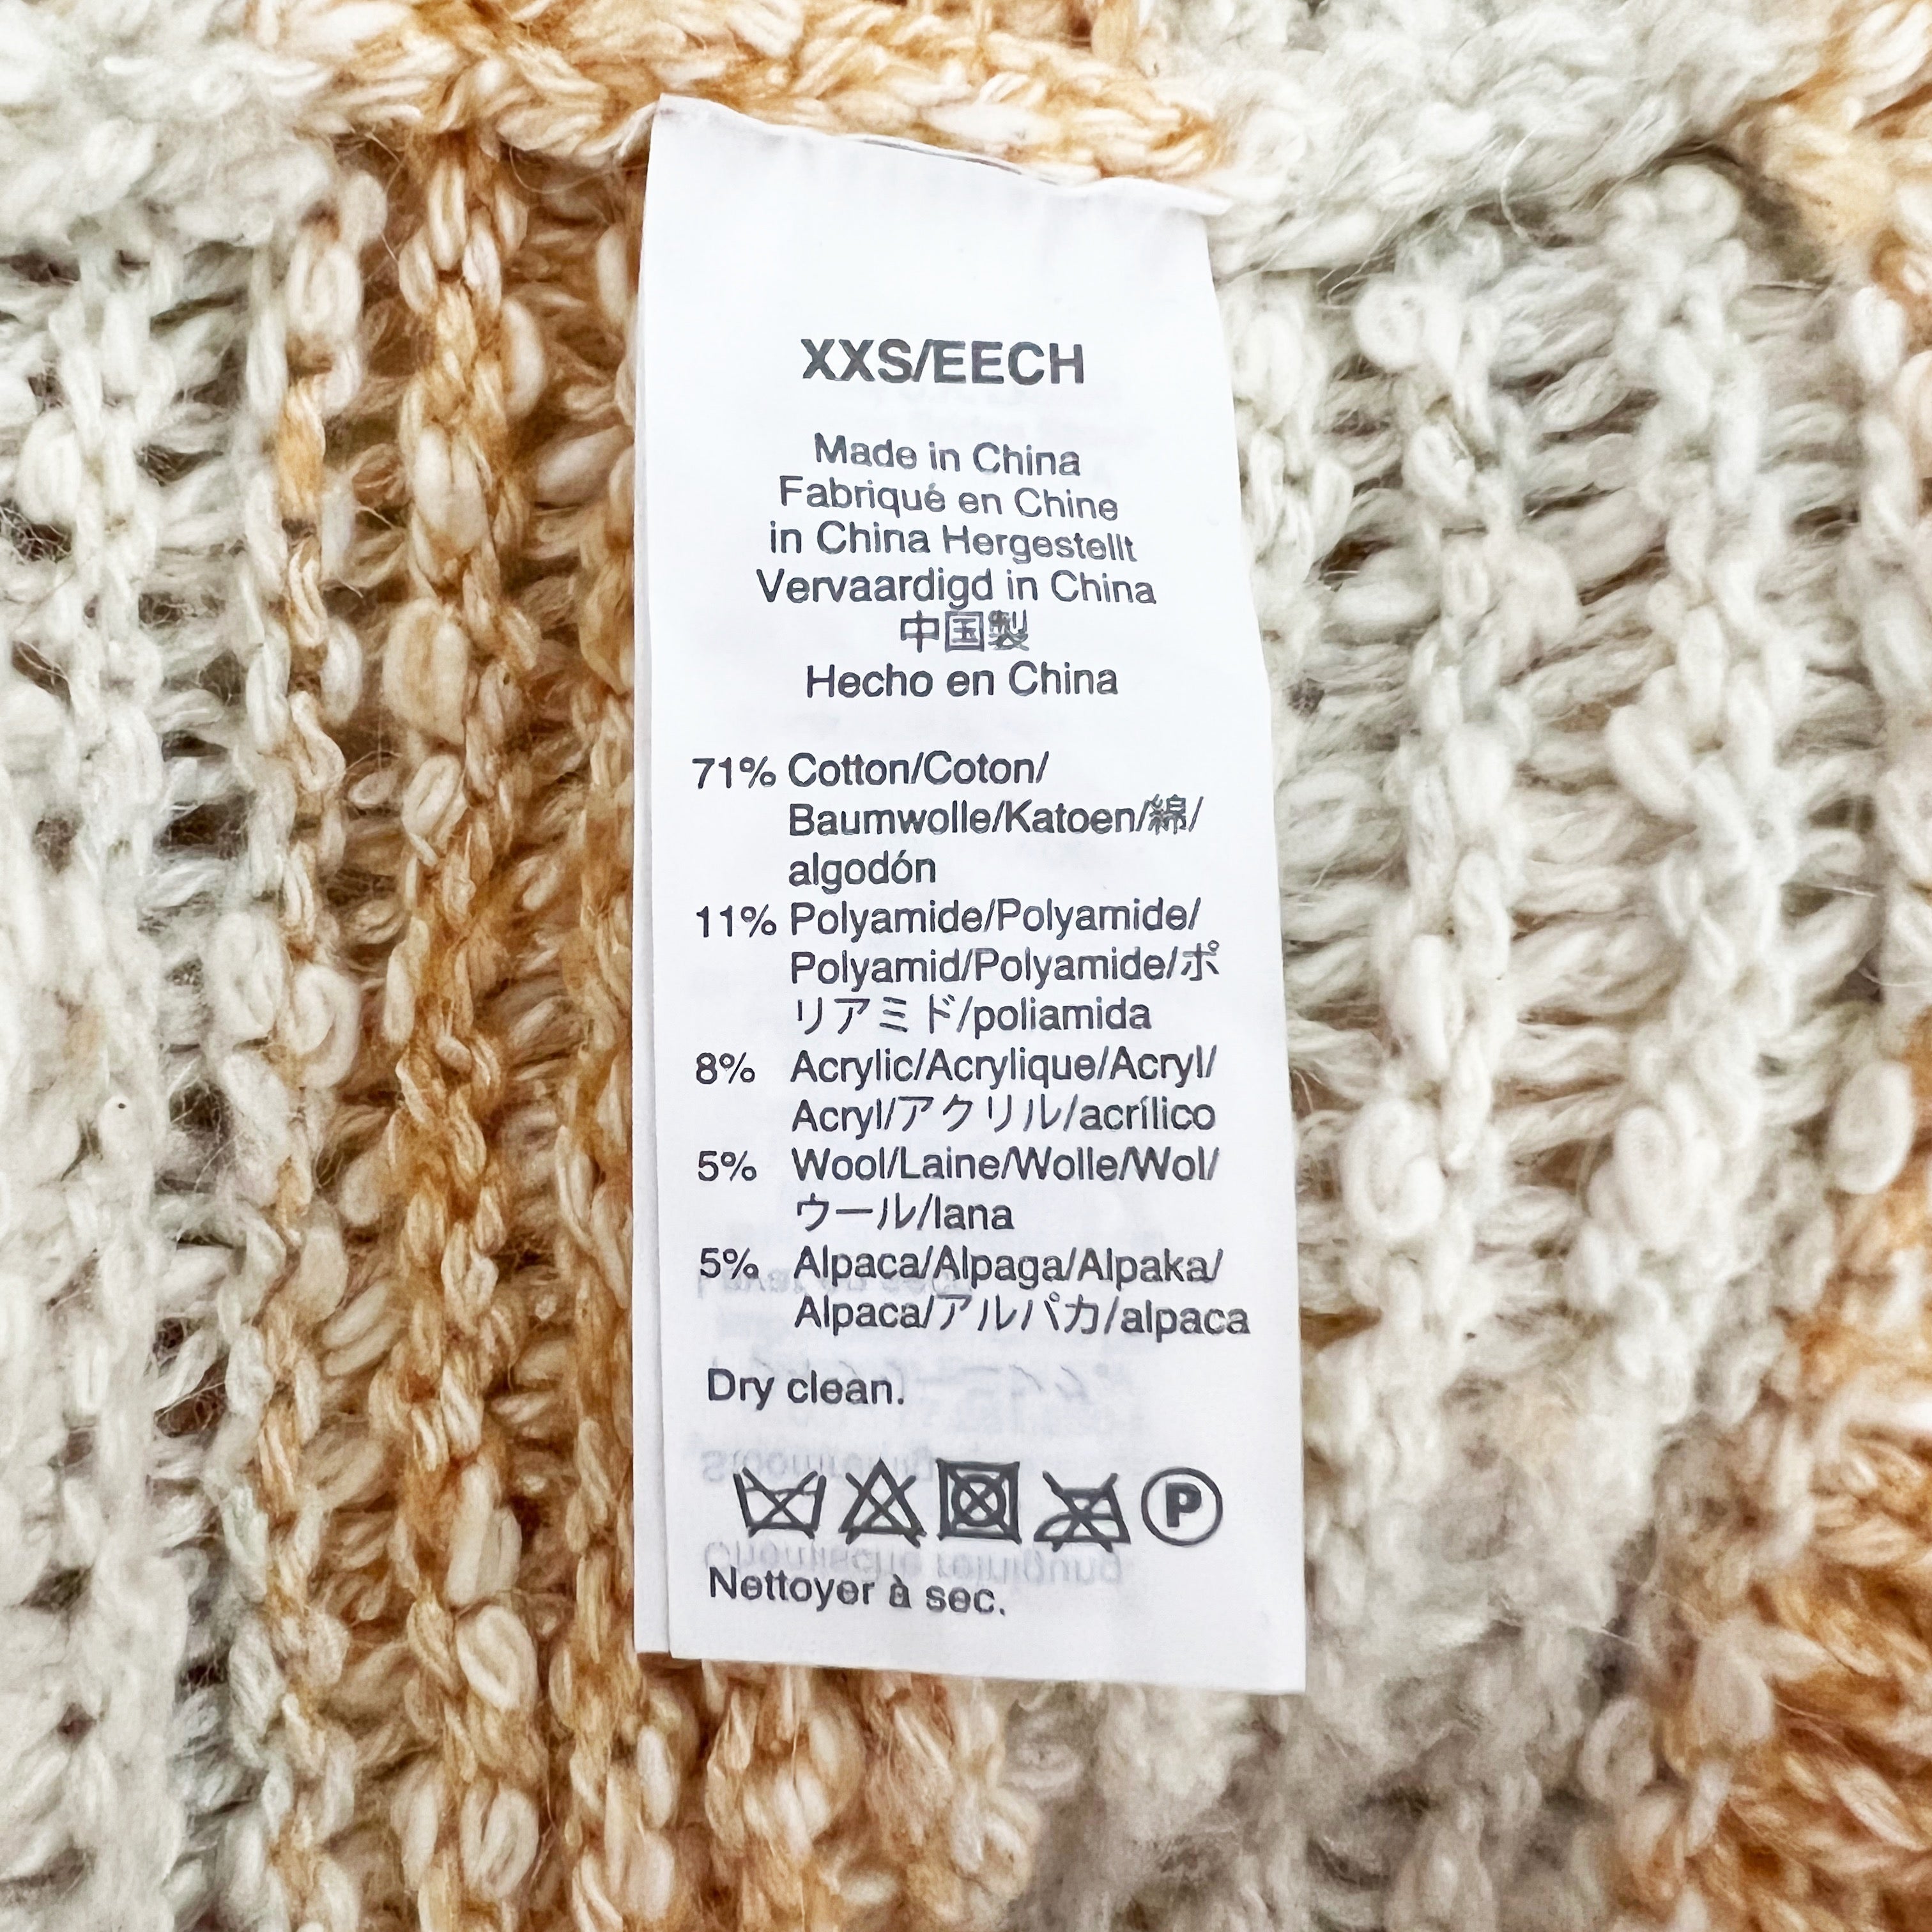 XXS/EECH
Made in China
Fabriqué en Chine
in China Hergestellt
Vervaardigd in China
中国製
Hecho en China
71% Cotton/Coton/
Baumwolle/Katoen/綿/
algodón
11% Polyamide/Polyamide/
Polyamid/Polyamide/ポ
リアミド/poliamida
8% Acrylic/Acrylique/Acryl/
Acryl/アクリル/acrílico
5% Wool/Laine/Wolle/Wol/
ウール/lana
5% Alpaca/Alpaga/Alpaka/
Alpaca/アルパカ/alpaca
Dry clean.
P
Nettoyer à sec.